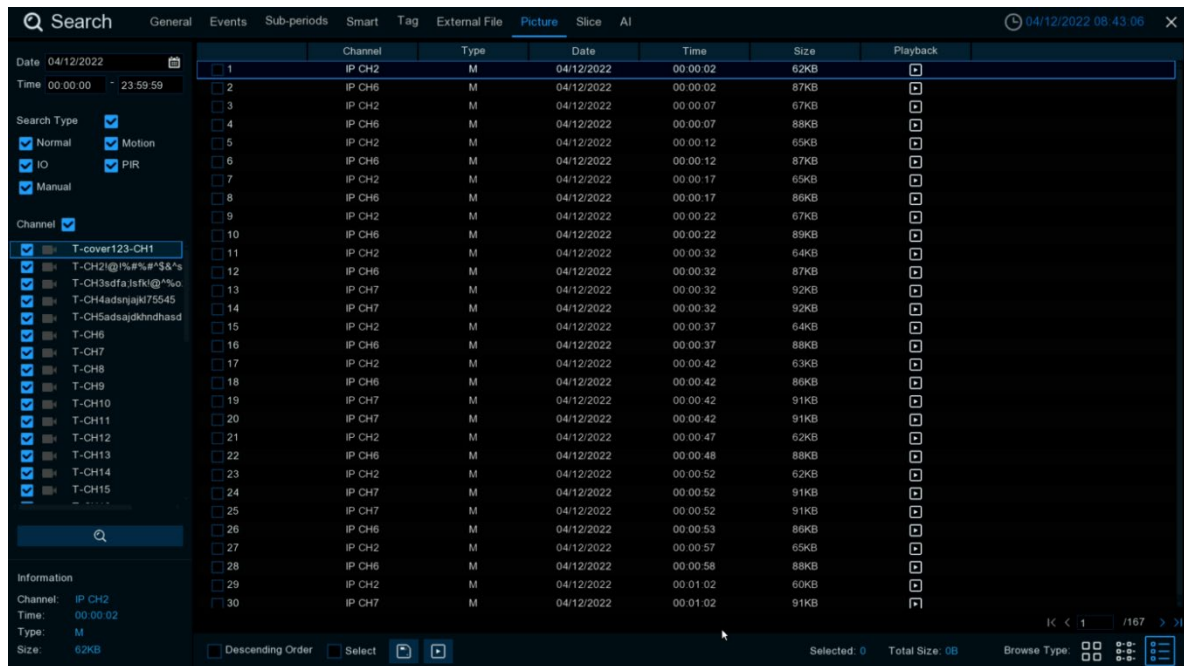 Search General Events Sub-periods Smart Tag External File Picture Slice AI 04/12/2022 08:43:06
Date 04/12/2022
Time 00:00:00 - 23:59:59
Search Type
Normal Motion
IO PIR
Manual
Channel
T-cover123-CH1
T-CH2!@!%#%#^$&^s
T-CH3sdfa;lsfk!@^%o
T-CH4adsnjajkl75545
T-CH5adsajdkhndhasd
T-CH6
T-CH7
T-CH8
T-CH9
T-CH10
T-CH11
T-CH12
T-CH13
T-CH14
T-CH15
Information
Channel: IP CH2
Time: 00:00:02
Type: M
Size: 62KB
Channel Type Date Time Size Playback
1 IP CH2 M 04/12/2022 00:00:02 62KB
2 IP CH6 M 04/12/2022 00:00:02 87KB
3 IP CH2 M 04/12/2022 00:00:07 67KB
4 IP CH6 M 04/12/2022 00:00:07 88KB
5 IP CH2 M 04/12/2022 00:00:12 65KB
6 IP CH6 M 04/12/2022 00:00:12 87KB
7 IP CH2 M 04/12/2022 00:00:17 65KB
8 IP CH6 M 04/12/2022 00:00:17 86KB
9 IP CH2 M 04/12/2022 00:00:22 67KB
10 IP CH6 M 04/12/2022 00:00:22 89KB
11 IP CH2 M 04/12/2022 00:00:32 64KB
12 IP CH6 M 04/12/2022 00:00:32 87KB
13 IP CH7 M 04/12/2022 00:00:32 92KB
14 IP CH7 M 04/12/2022 00:00:32 92KB
15 IP CH2 M 04/12/2022 00:00:37 64KB
16 IP CH6 M 04/12/2022 00:00:37 88KB
17 IP CH2 M 04/12/2022 00:00:42 63KB
18 IP CH6 M 04/12/2022 00:00:42 86KB
19 IP CH7 M 04/12/2022 00:00:42 91KB
20 IP CH7 M 04/12/2022 00:00:42 91KB
21 IP CH2 M 04/12/2022 00:00:47 62KB
22 IP CH6 M 04/12/2022 00:00:48 88KB
23 IP CH2 M 04/12/2022 00:00:52 62KB
24 IP CH7 M 04/12/2022 00:00:52 91KB
25 IP CH7 M 04/12/2022 00:00:52 91KB
26 IP CH6 M 04/12/2022 00:00:53 86KB
27 IP CH2 M 04/12/2022 00:00:57 65KB
28 IP CH6 M 04/12/2022 00:00:58 88KB
29 IP CH2 M 04/12/2022 00:01:02 60KB
30 IP CH7 M 04/12/2022 00:01:02 91KB
1 /167
Descending Order Select Selected: 0 Total Size: 0B Browse Type: